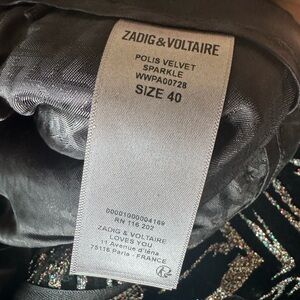 ZADIG & VOLTAIRE
POLIS VELVET
SPARKLE
WWPA00728
SIZE 40
00001000004169
RN 116 202
ZADIG & VOLTAIRE
LOVES YOU
11 Avenue d'Iéna
75116 Paris - FRANCE